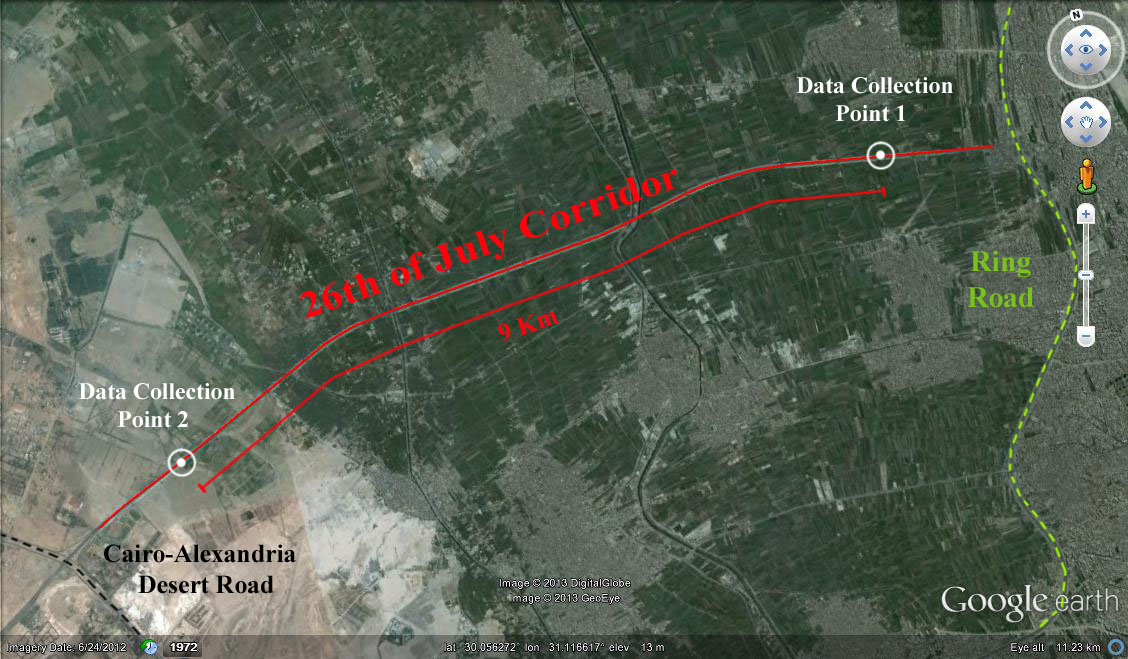 N
Data Collection
Point 1
26th of July Corridor
Ring
Road
9 Km
Data Collection
Point 2
Cairo-Alexandria
Desert Road
Image © 2013 DigitalGlobe
mage © 2013 GeoEye
Google earth
Imagery Date: 6/24/2012
1972
lat 30.056272° lon 31.116617° elev 13 m
Eye alt 11.23 km